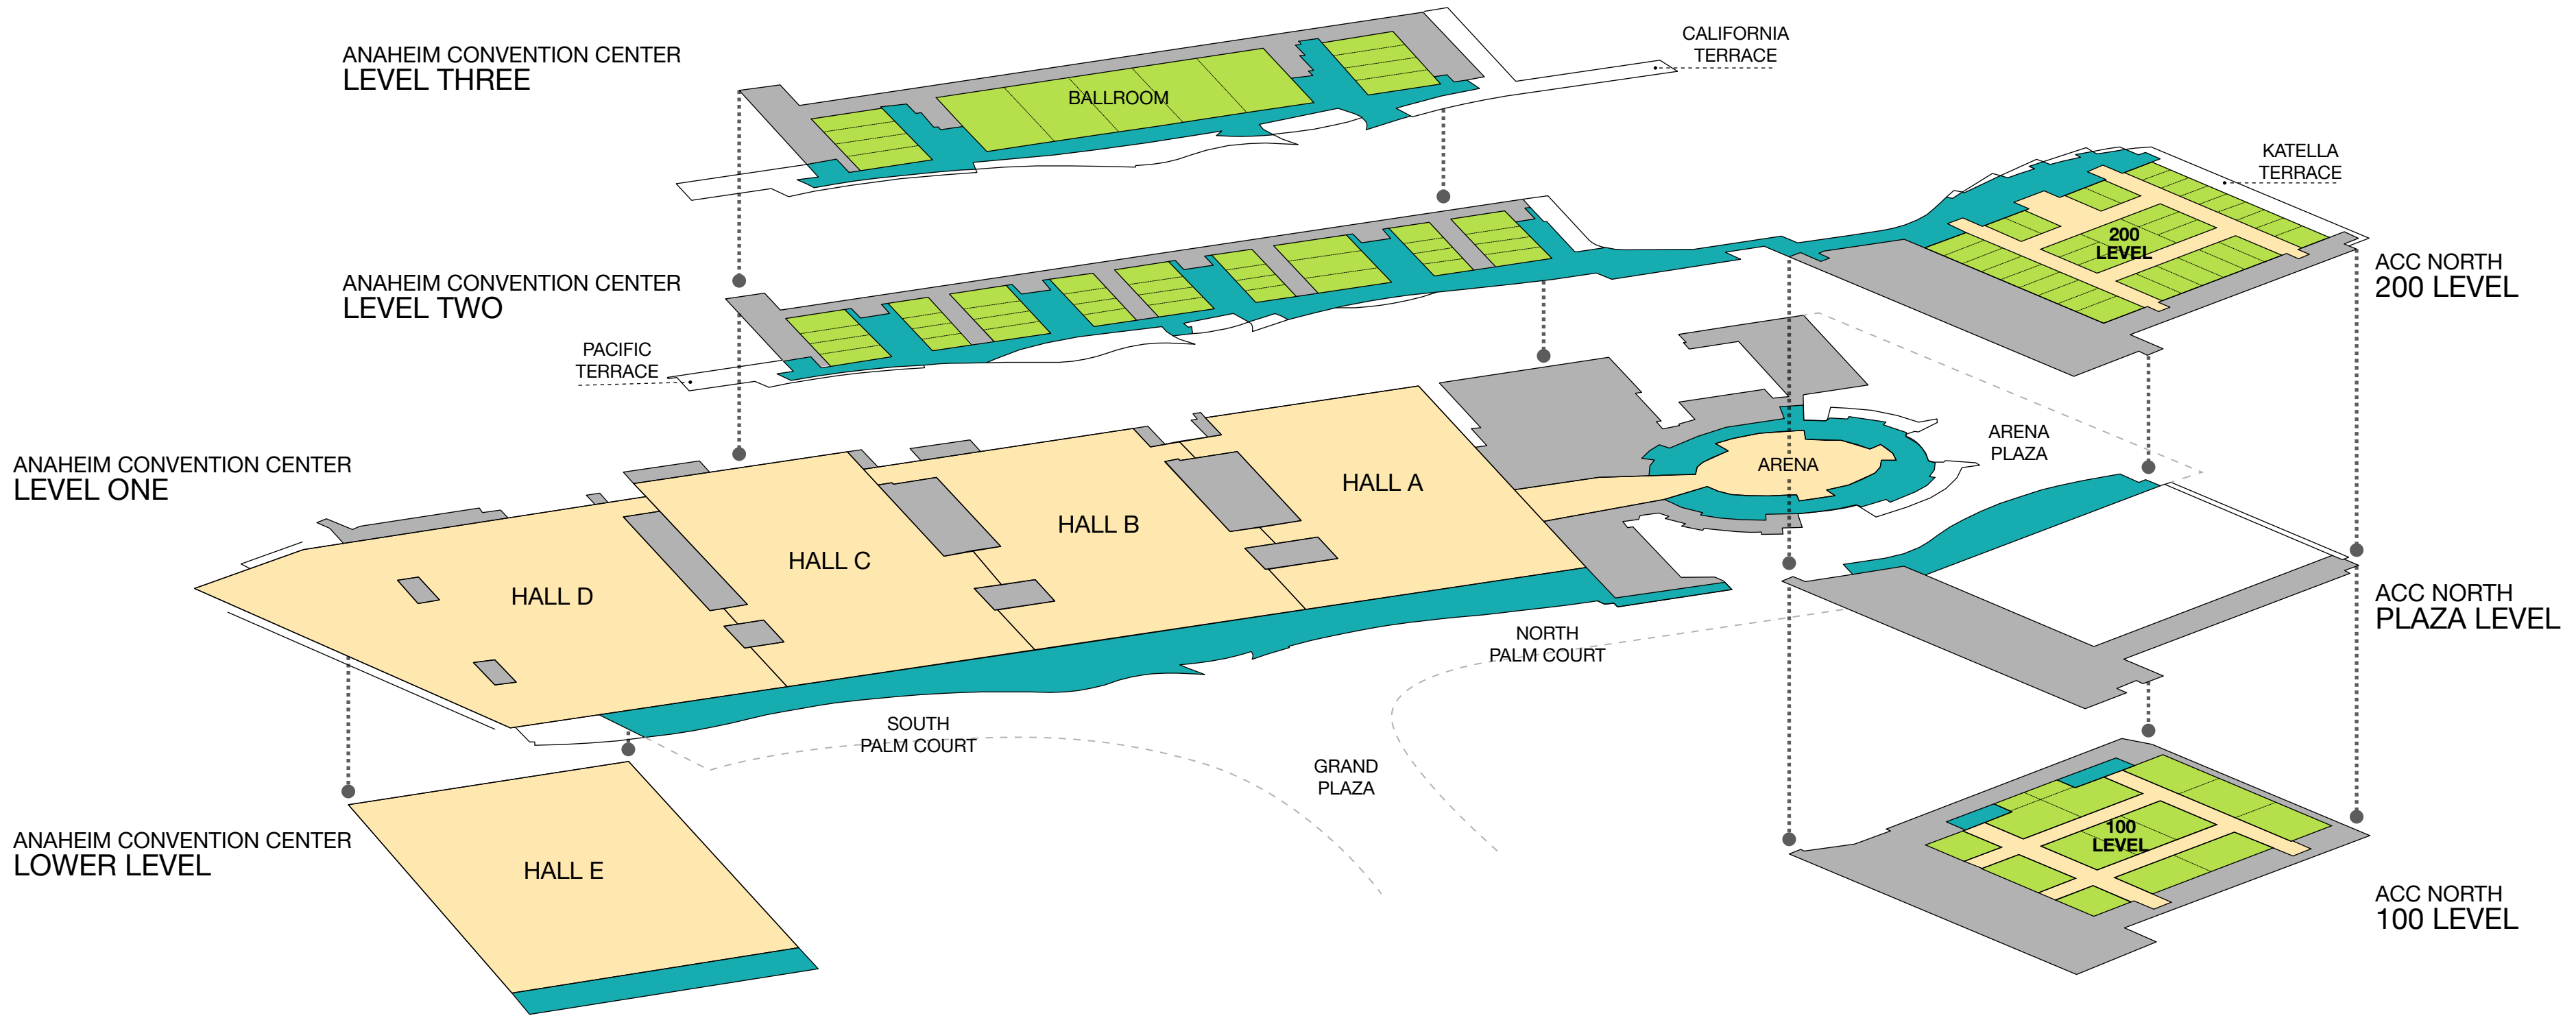 ANAHEIM CONVENTION CENTER
LEVEL THREE
BALLROOM
CALIFORNIA
TERRACE
KATELLA
TERRACE
200
LEVEL
ACC NORTH
200 LEVEL
ANAHEIM CONVENTION CENTER
LEVEL TWO
PACIFIC
TERRACE
ANAHEIM CONVENTION CENTER
LEVEL ONE
HALL D
HALL C
HALL B
HALL A
ARENA
ARENA
PLAZA
ACC NORTH
PLAZA LEVEL
NORTH
PALM COURT
SOUTH
PALM COURT
GRAND
PLAZA
ANAHEIM CONVENTION CENTER
LOWER LEVEL
HALL E
100
LEVEL
ACC NORTH
100 LEVEL